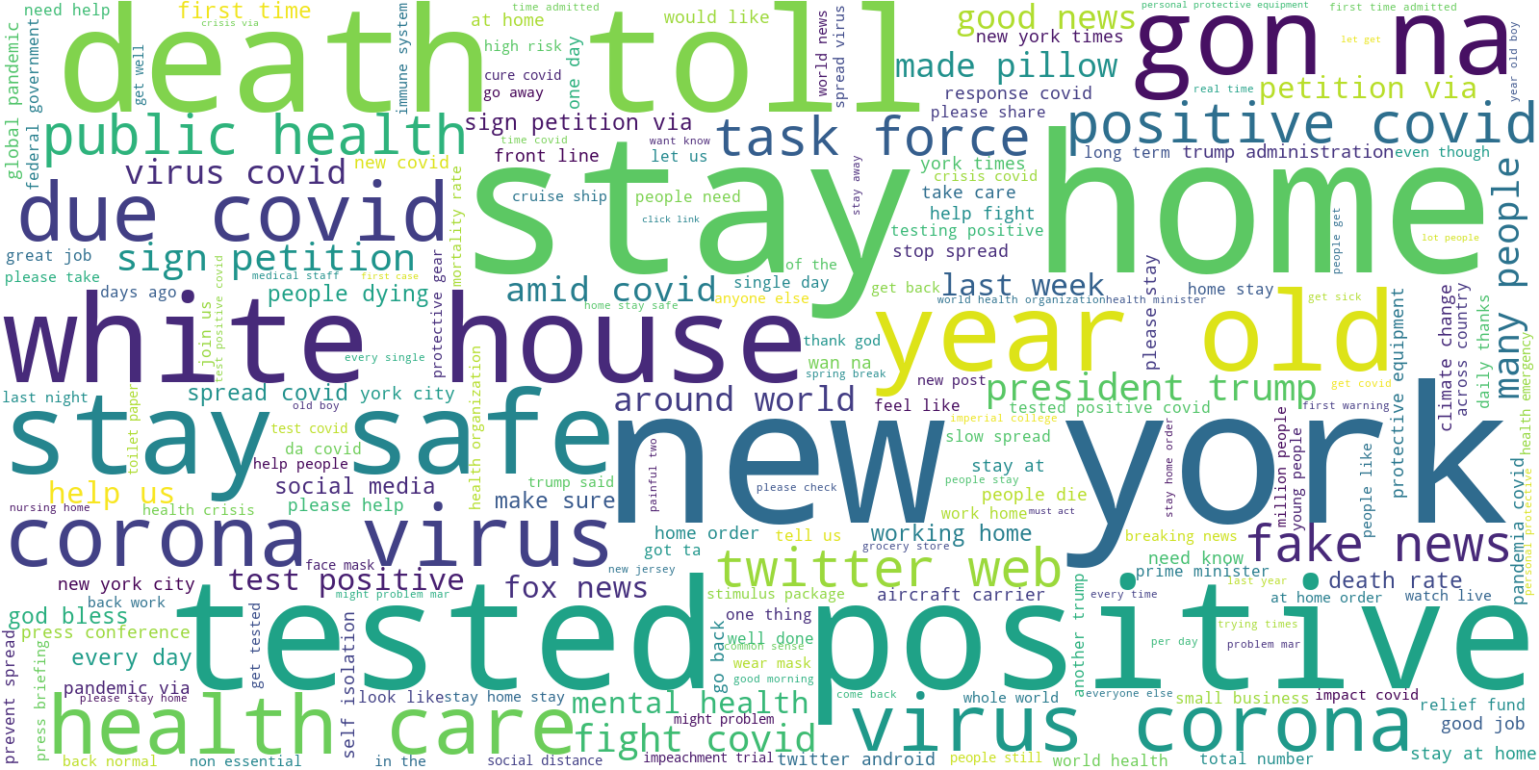 need help
first time
crisis via
death toll
at home
time admitted
would like
good news
personal protective equipment
first time admitted
gon na
let get
year old boy
global pandemic
federal government
get well
immune system
high risk
cure covid
go away
one day
world news
spread virus
new york times
made pillow
response covid
please share
real time
petition via
public health
sign petition via
task force
positive covid
time covid
want know
front line
let us
long term
trump administration
even though
virus covid
new covid
mortality rate
stay home
york times
crisis covid
take care
due covid
cruise ship
people need
click link
stay away
help fight
testing positive
stop spread
people get
lot people
many people
great job
sign petition
please take
days ago
medical staff
first case
people dying
protective gear
amid covid
of the
single day
anyone else
home stay safe
get back
last week
world health organization
health minister
home stay
please stay
get sick
white house
join us
test positive covid
every single
thank god
wan na
spring break
year old
protective equipment
climate change
across country
daily thanks
health emergency
last night
spread covid
york city
old boy
toilet paper
test covid
da covid
help people
health organization
around world
new post
feel like
president trump
tested positive covid
get covid
first warning
imperial college
slow spread
stay safe
new york
painful two
please check
stay at
people stay
stay home order
million people
young people
people like
help us
social media
trump said
make sure
people die
work home
must act
nursing home
health crisis
please help
corona virus
home order
tell us
working home
breaking news
fake news
got ta
grocery store
need know
pandemic covid
personal protective
new york city
face mask
test positive
fox news
new jersey
twitter web
prime minister
last year
death rate
back work
might problem mar
stimulus package
aircraft carrier
every time
at home order
watch live
god bless
press conference
get tested
tested positive
one thing
well done
common sense
another trump
trying times
per day
problem mar
every day
self isolation
go back
wear mask
good morning
prevent spread
press briefing
pandemic via
please stay home
look like
stay home stay
mental health
come back
whole world
everyone else
small business
impact covid
relief fund
health care
fight covid
might problem
virus corona
good job
back normal
non essential
in the
social distance
impeachment trial
twitter android
people still
world health
total number
stay at home